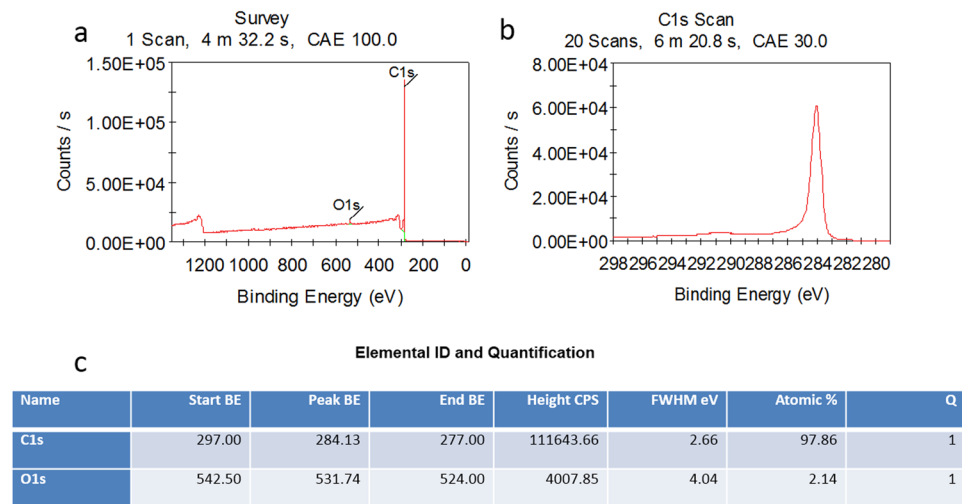 a
Survey
1 Scan, 4 m 32.2 s, CAE 100.0
1.50E+05
1.00E+05
5.00E+04
0.00E+00
Counts / s
C1s
O1s
1200 1000 800 600 400 200 0
Binding Energy (eV)
b
C1s Scan
20 Scans, 6 m 20.8 s, CAE 30.0
8.00E+04
6.00E+04
4.00E+04
2.00E+04
0.00E+00
Counts / s
298 296 294 292 290 288 286 284 282 280
Binding Energy (eV)
c
Elemental ID and Quantification
Name Start BE Peak BE End BE Height CPS FWHM eV Atomic % Q
C1s 297.00 284.13 277.00 111643.66 2.66 97.86 1
O1s 542.50 531.74 524.00 4007.85 4.04 2.14 1